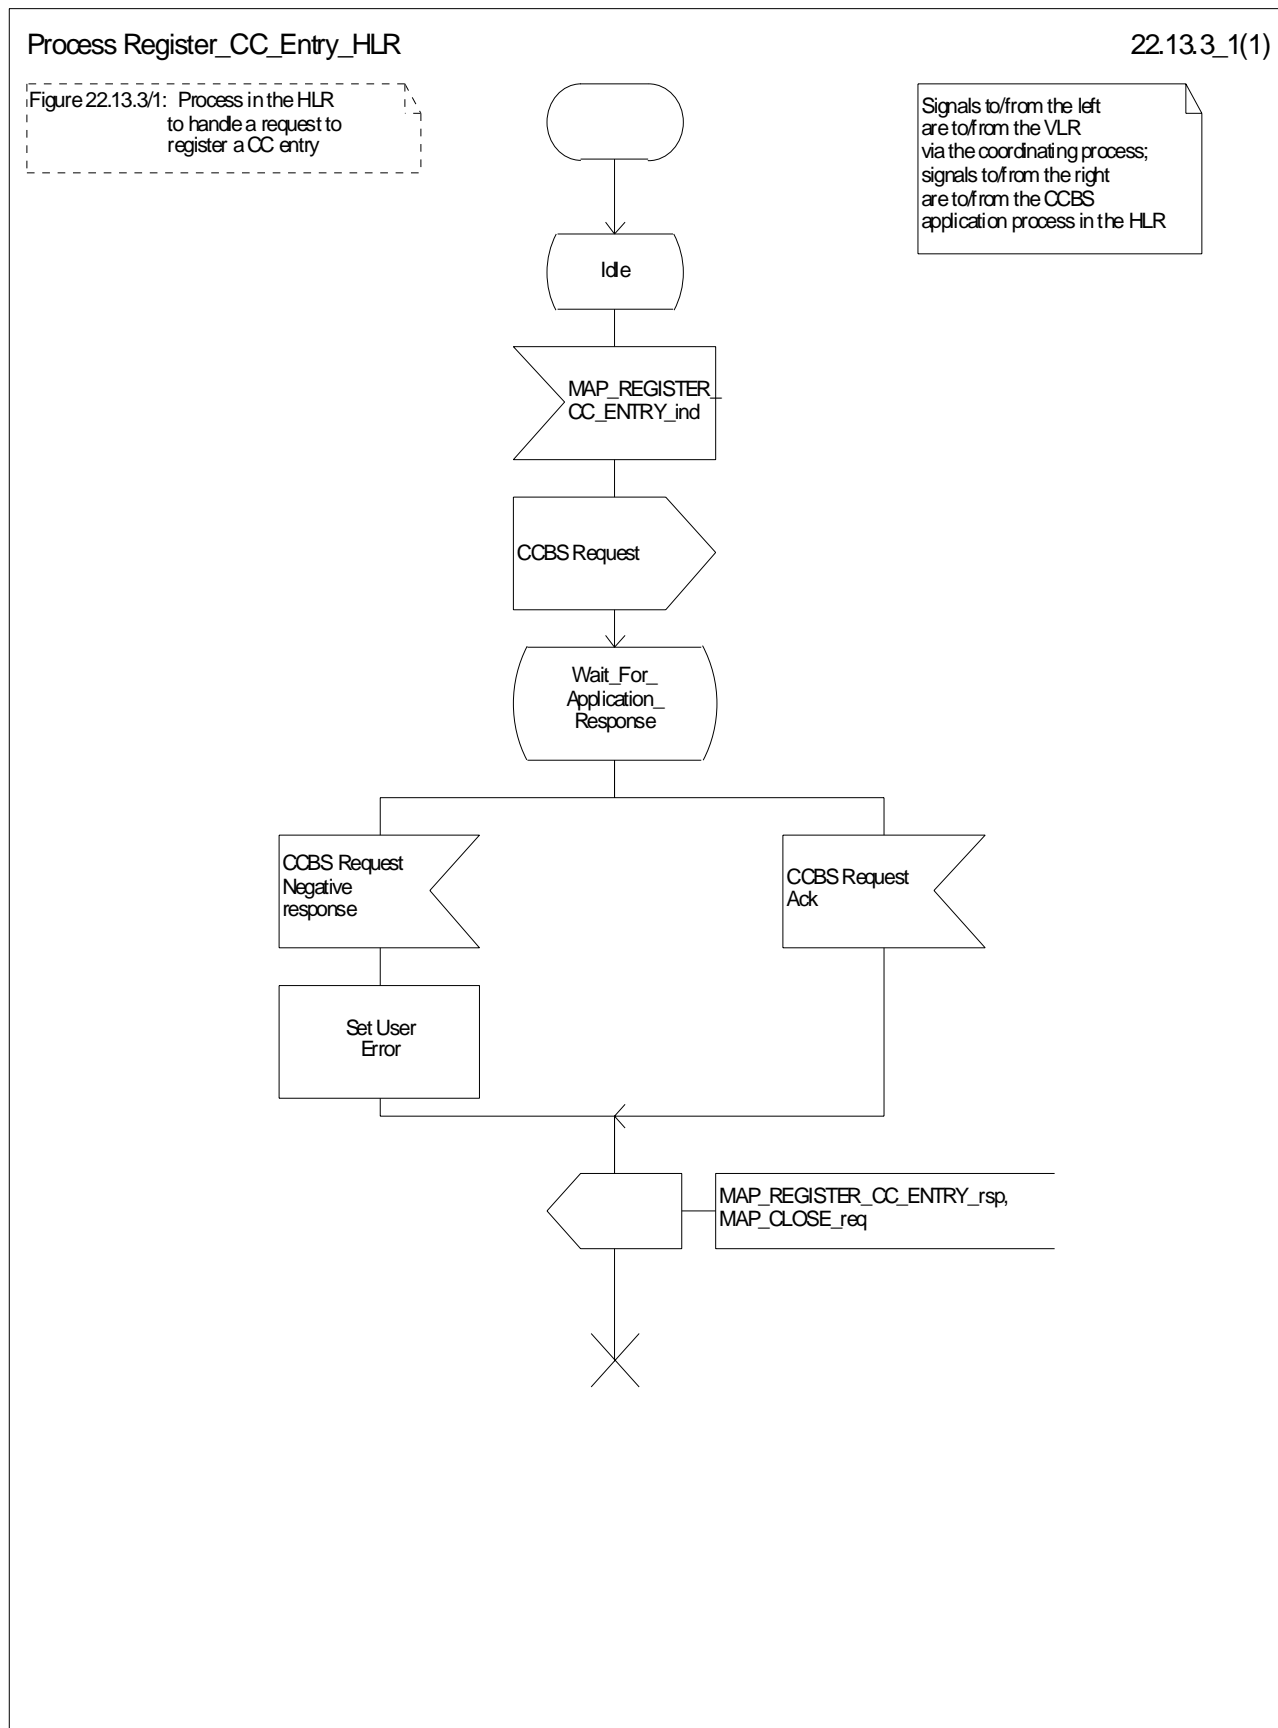 Process Register_CC_Entry_HLR
22.13.3_1(1)
Figure 22.13.3/1: Process in the HLR
to handle a request to
register a CC entry
Signals to/from the left
are to/from the VLR
via the coordinating process;
signals to/from the right
are to/from the CCBS
application process in the HLR
Idle
MAP_REGISTER_
CC_ENTRY_ind
CCBS Request
Wait_For_
Application_
Response
CCBS Request
Negative
response
CCBS Request
Ack
Set User
Error
MAP_REGISTER_CC_ENTRY_rsp,
MAP_CLOSE_req